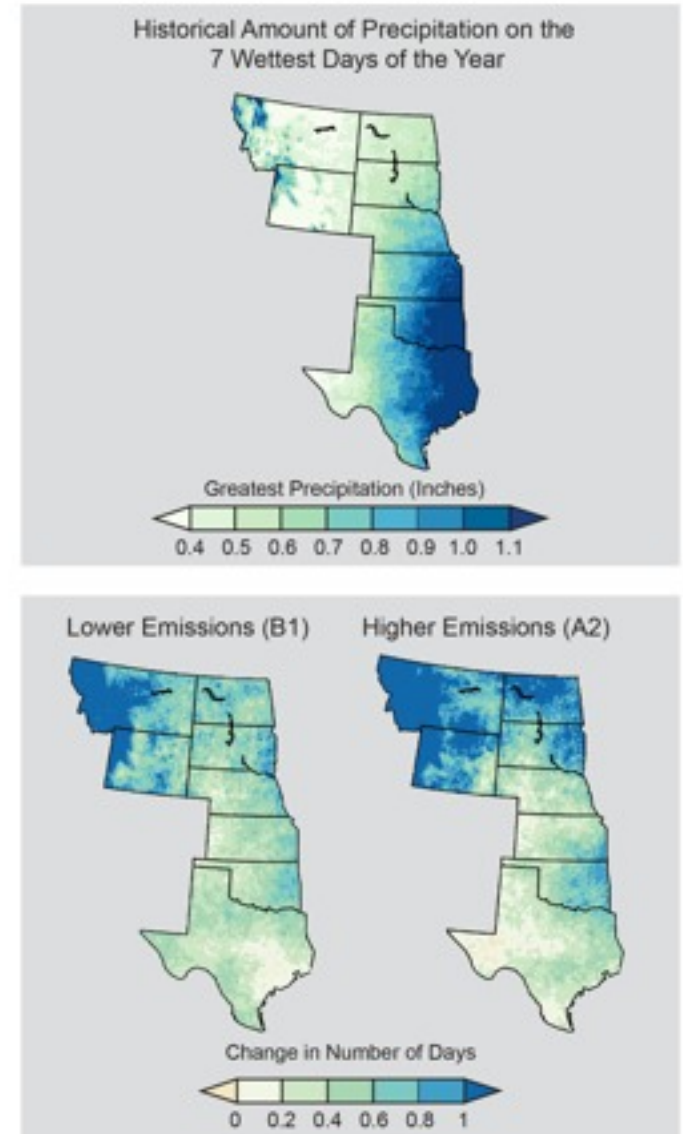 Historical Amount of Precipitation on the
7 Wettest Days of the Year
Greatest Precipitation (Inches)
0.4 0.5 0.6 0.7 0.8 0.9 1.0 1.1
Lower Emissions (B1) Higher Emissions (A2)
Change in Number of Days
0 0.2 0.4 0.6 0.8 1